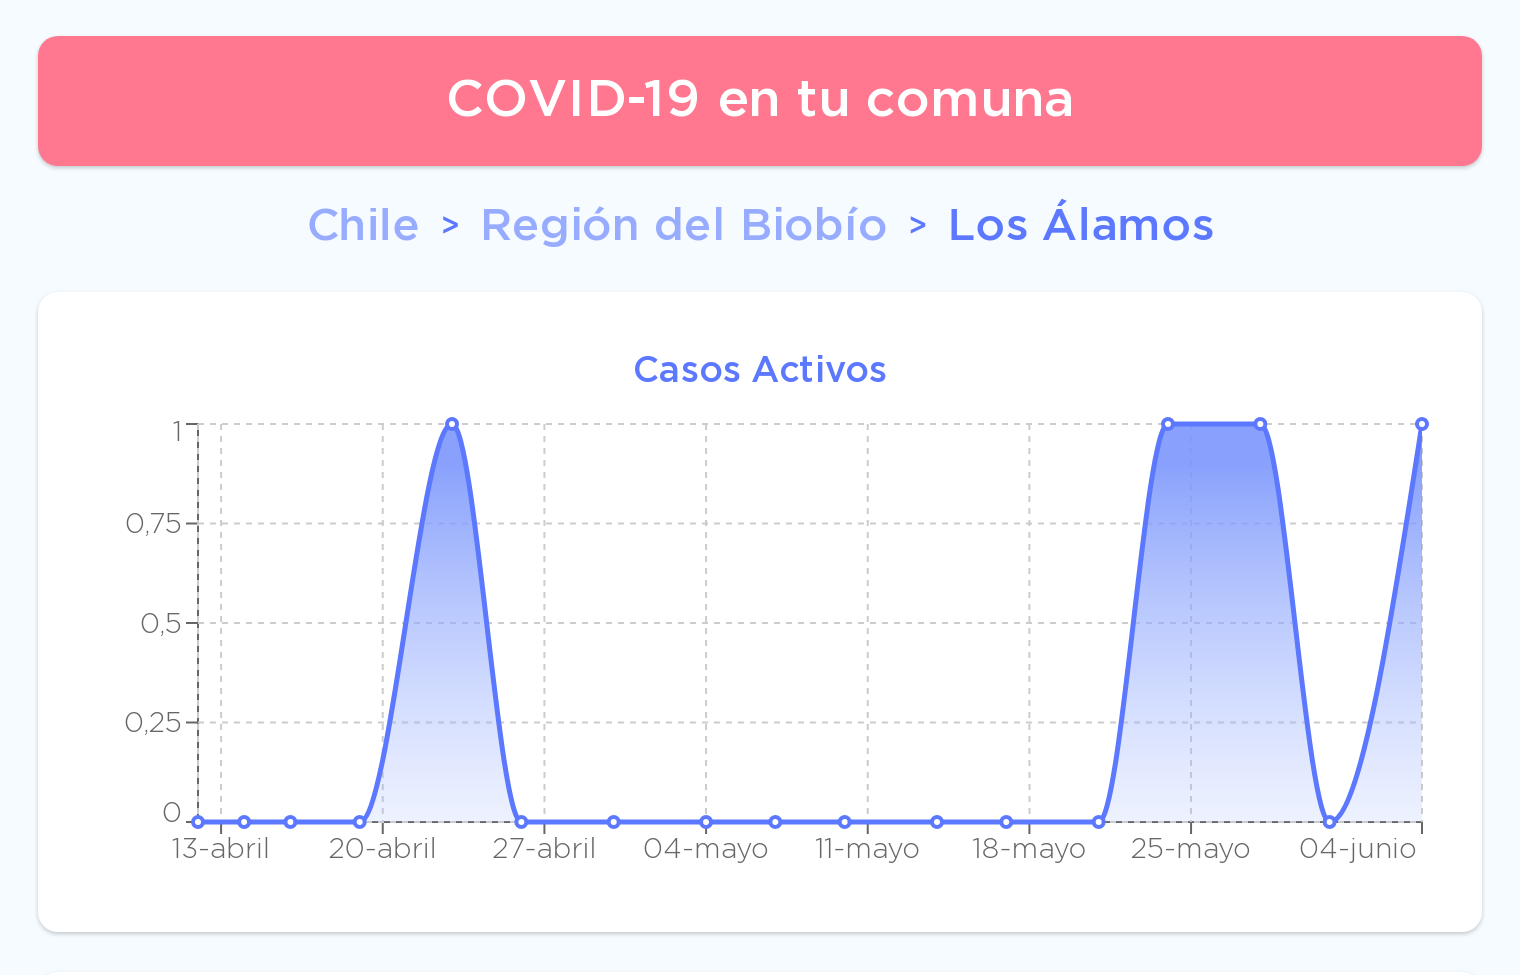 COVID-19 en tu comuna
Chile > Región del Biobío > Los Álamos
Casos Activos
1
0,75
0,5
0,25
0
13-abril 20-abril 27-abril 04-mayo 11-mayo 18-mayo 25-mayo 04-junio